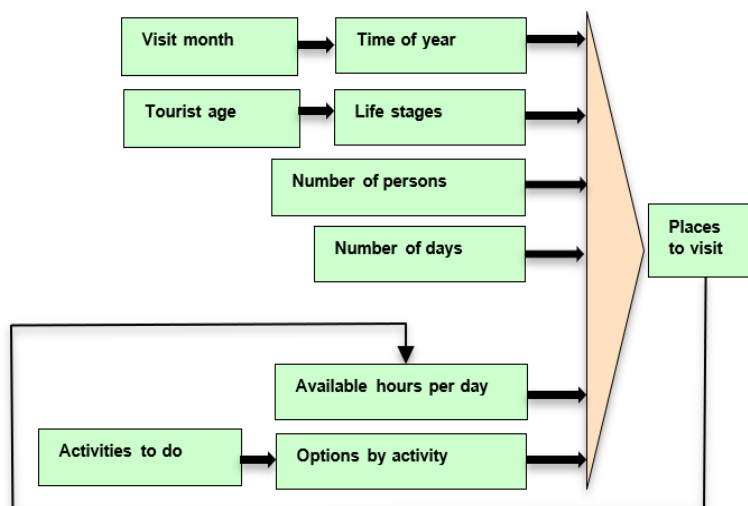 Visit month
Time of year
Tourist age
Life stages
Number of persons
Number of days
Places
to visit
Available hours per day
Activities to do
Options by activity